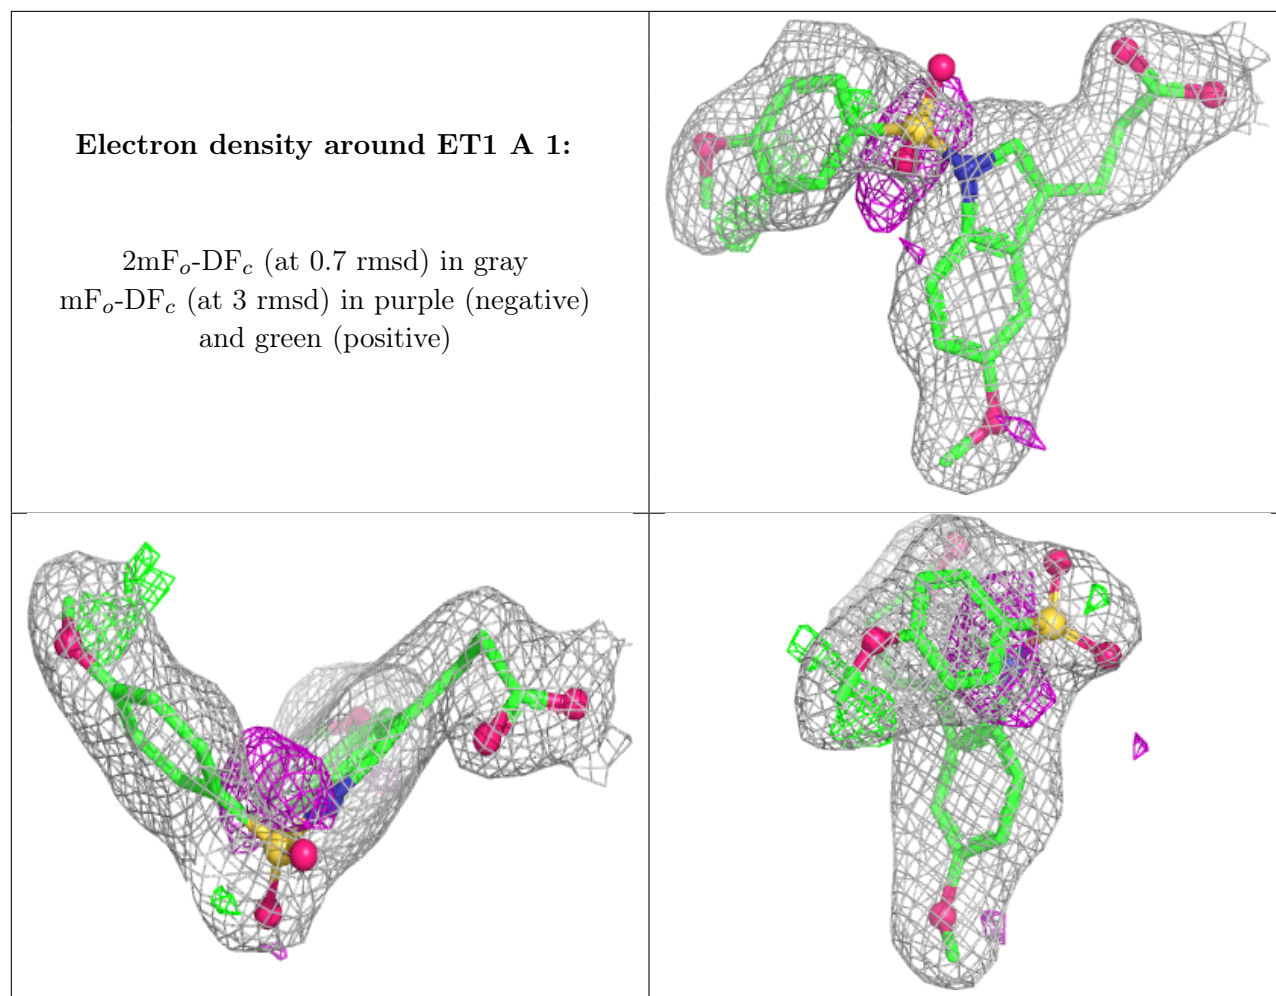 Electron density around ET1 A 1:
2mFo-DFc (at 0.7 rmsd) in gray
mFo-DFc (at 3 rmsd) in purple (negative)
and green (positive)